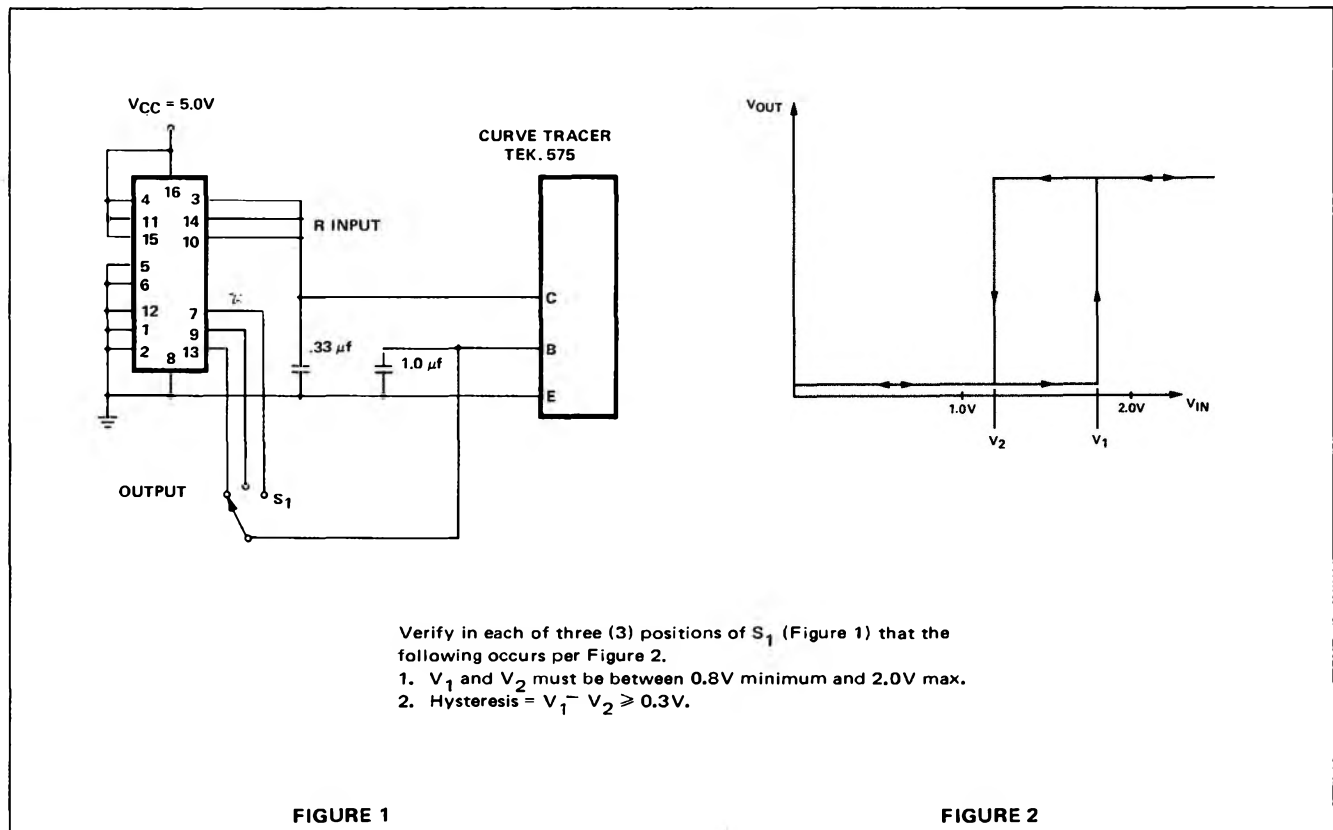 VCC = 5.0V
CURVE TRACER
TEK. 575
16
4 3
11 14
15 10
R INPUT
5
6
12 7
1 9
2 8 13
.33 µf
1.0 µf
C
B
E
OUTPUT
S1
VOUT
1.0V
2.0V
VIN
V2
V1
Verify in each of three (3) positions of S1 (Figure 1) that the
following occurs per Figure 2.
1. V1 and V2 must be between 0.8V minimum and 2.0V max.
2. Hysteresis = V1- V2 ⩾ 0.3V.
FIGURE 1
FIGURE 2